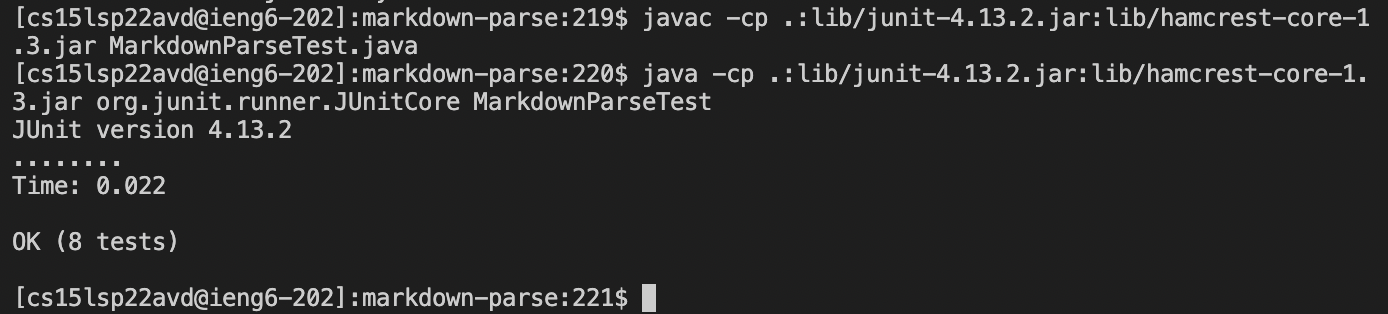 [cs15lsp22avd@ieng6-202]:markdown-parse:219$ javac -cp .:lib/junit-4.13.2.jar:lib/hamcrest-core-1
.3.jar MarkdownParseTest.java
[cs15lsp22avd@ieng6-202]:markdown-parse:220$ java -cp .:lib/junit-4.13.2.jar:lib/hamcrest-core-1.
3.jar org.junit.runner.JUnitCore MarkdownParseTest
JUnit version 4.13.2
........
Time: 0.022
OK (8 tests)
[cs15lsp22avd@ieng6-202]:markdown-parse:221$